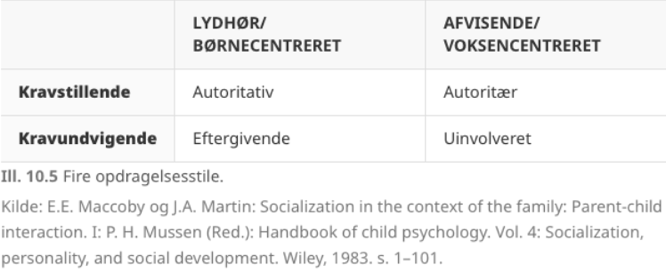 LYDHØR/ AFVISENDE/
BØRNECENTRERET VOKSENCENTRERET
Kravstillende Autoritativ Autoritær
Kravundvigende Eftergivende Uinvolveret
Ill. 10.5 Fire opdragelsesstile.
Kilde: E.E. Maccoby og J.A. Martin: Socialization in the context of the family: Parent-child
interaction. I: P. H. Mussen (Red.): Handbook of child psychology. Vol. 4: Socialization,
personality, and social development. Wiley, 1983. s. 1–101.